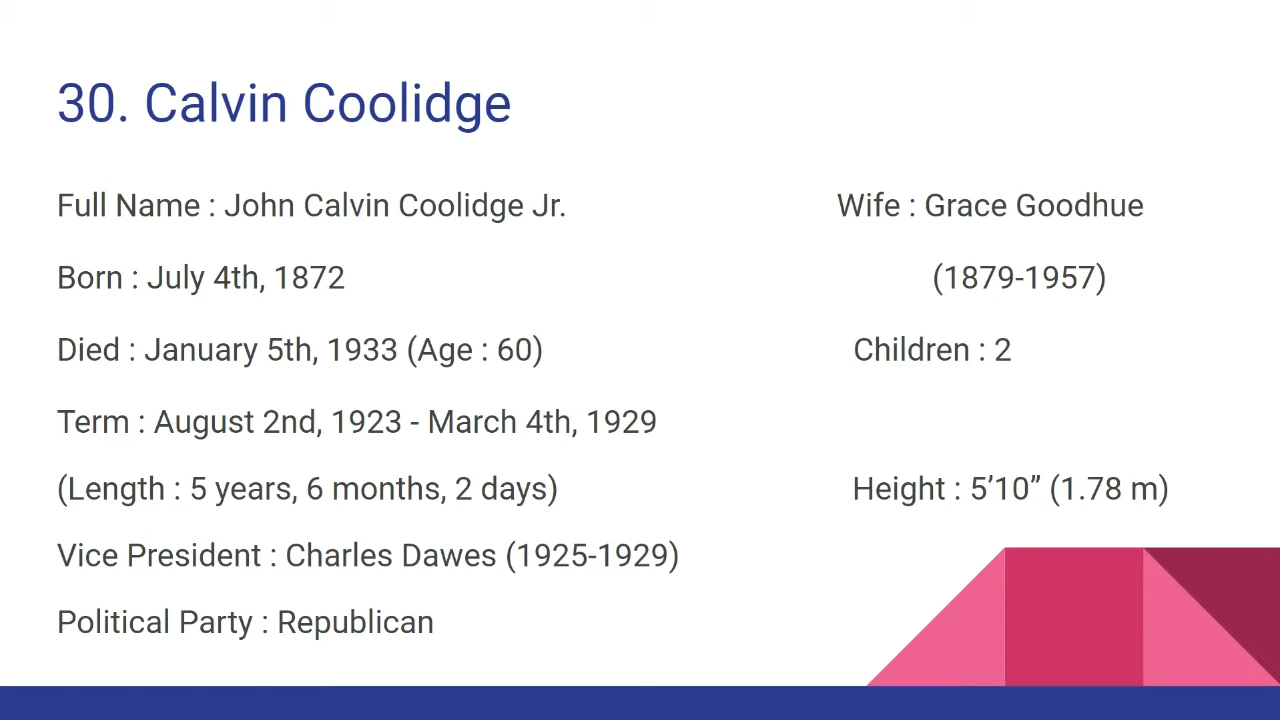 30. Calvin Coolidge
Full Name : John Calvin Coolidge Jr.
Wife : Grace Goodhue
Born : July 4th, 1872
(1879-1957)
Died : January 5th, 1933 (Age : 60)
Children : 2
Term : August 2nd, 1923 - March 4th, 1929
(Length : 5 years, 6 months, 2 days)
Height : 5’10” (1.78 m)
Vice President : Charles Dawes (1925-1929)
Political Party : Republican